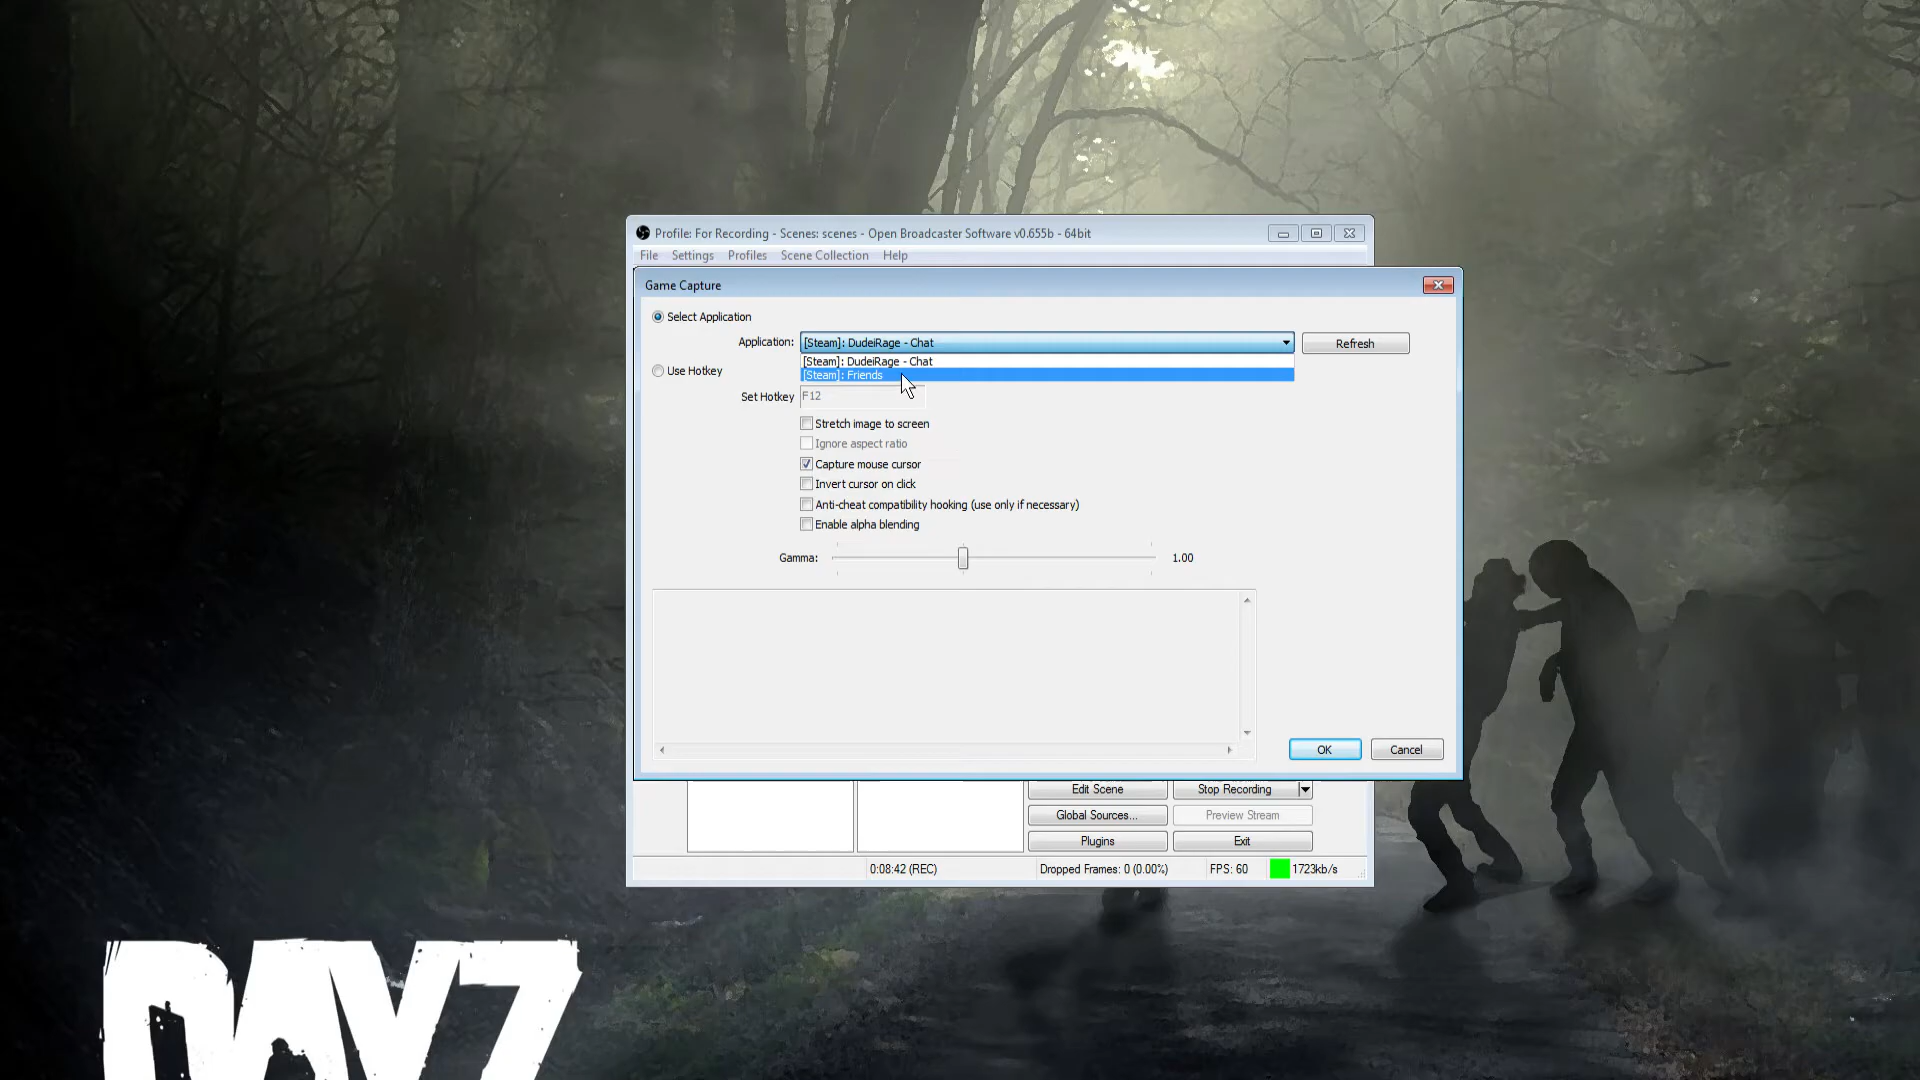 Profile: For Recording - Scenes: scenes - Open Broadcaster Software v0.655b - 64bit
File Settings Profiles Scene Collection Help
Game Capture
Select Application
Application: [Steam]: DudeiRage - Chat Refresh
[Steam]: DudeiRage - Chat
Use Hotkey [Steam]: Friends
Set Hotkey F12
Stretch image to screen
Ignore aspect ratio
Capture mouse cursor
Invert cursor on click
Anti-cheat compatibility hooking (use only if necessary)
Enable alpha blending
Gamma: 1.00
OK Cancel
Edit Scene Stop Recording
Global Sources... Preview Stream
Plugins Exit
0:08:42 (REC) Dropped Frames: 0 (0.00%) FPS: 60 1723kb/s
DAYZ